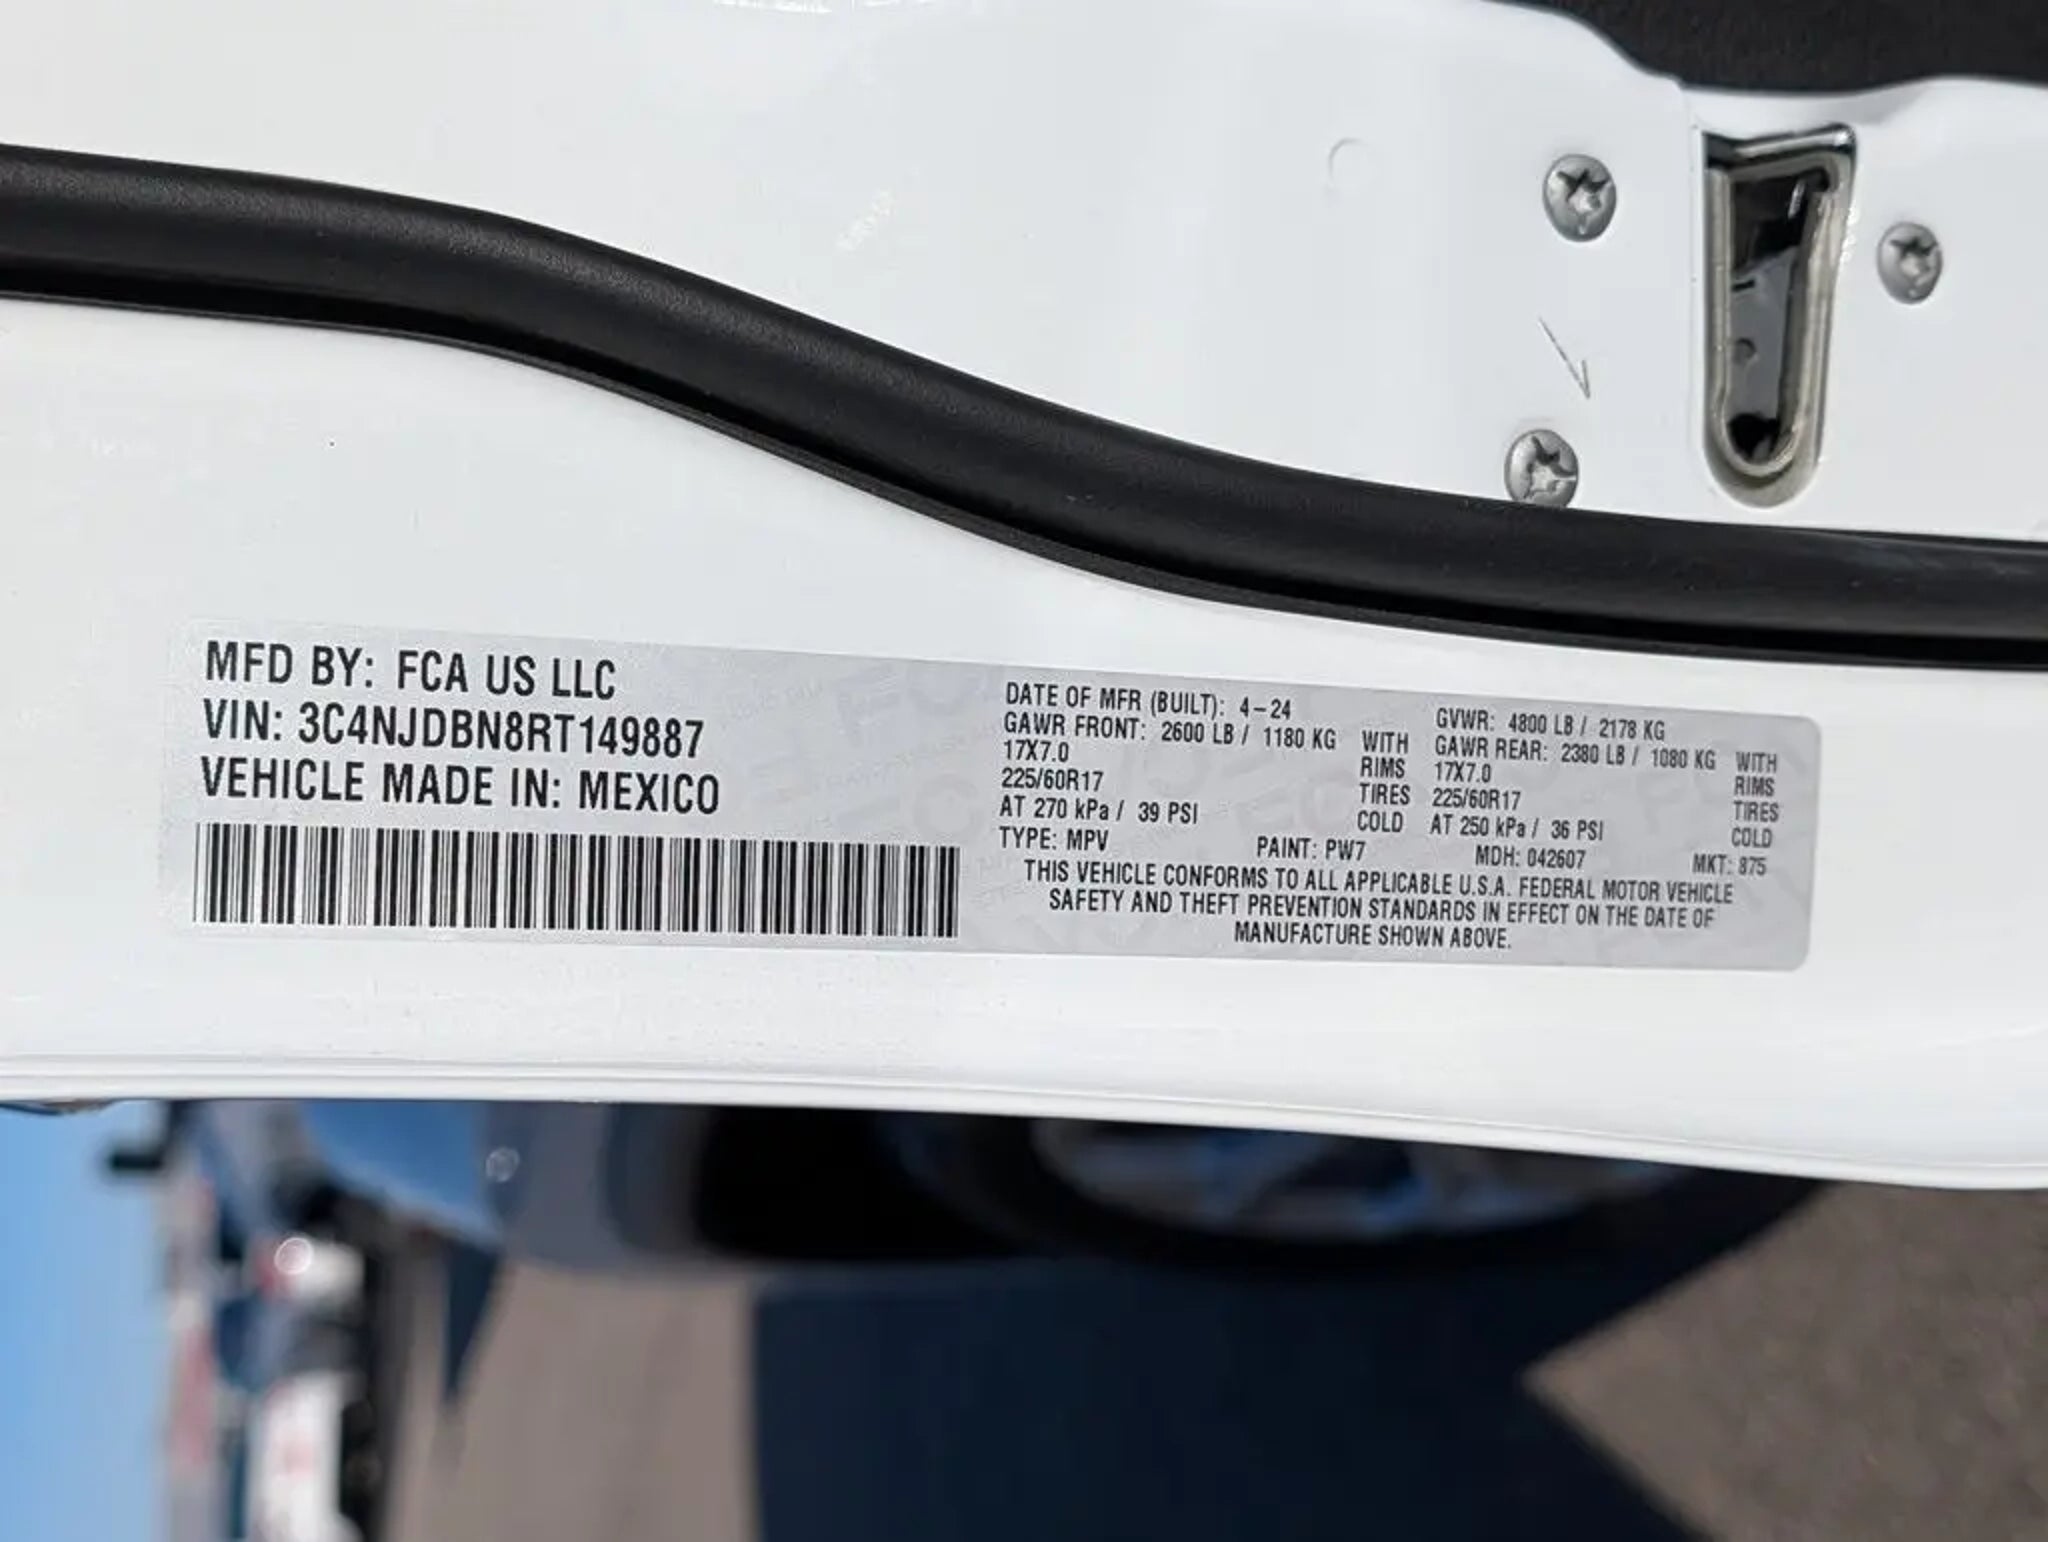 MFD BY: FCA US LLC
VIN: 3C4NJDBN8RT149887
VEHICLE MADE IN: MEXICO
DATE OF MFR (BUILT): 4-24 GVWR: 4800 LB / 2178 KG
GAWR FRONT: 2600 LB / 1180 KG WITH GAWR REAR: 2380 LB / 1080 KG WITH
17X7.0 RIMS 17X7.0 RIMS
225/60R17 TIRES 225/60R17 TIRES
AT 270 kPa / 39 PSI COLD AT 250 kPa / 36 PSI COLD
TYPE: MPV PAINT: PW7 MDH: 042607 MKT: 875
THIS VEHICLE CONFORMS TO ALL APPLICABLE U.S.A. FEDERAL MOTOR VEHICLE
SAFETY AND THEFT PREVENTION STANDARDS IN EFFECT ON THE DATE OF
MANUFACTURE SHOWN ABOVE.